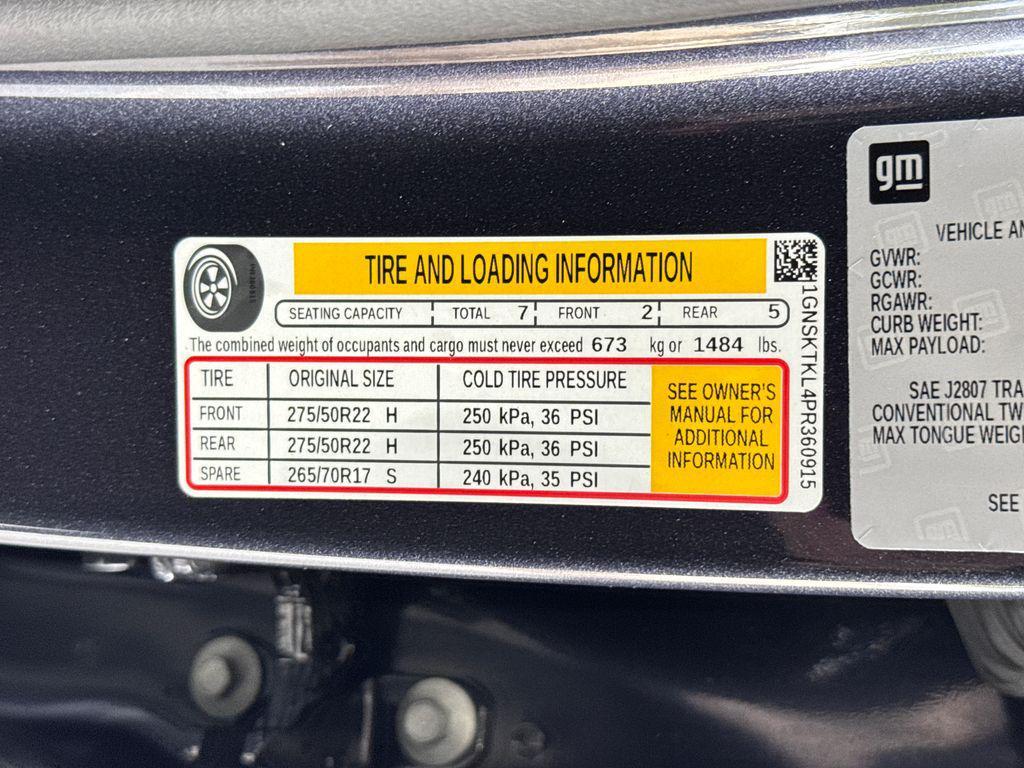 TIRE AND LOADING INFORMATION
SEATING CAPACITY TOTAL 7 FRONT 2 REAR 5
The combined weight of occupants and cargo must never exceed 673 kg or 1484 lbs.
TIRE ORIGINAL SIZE COLD TIRE PRESSURE
FRONT 275/50R22 H 250 kPa, 36 PSI
REAR 275/50R22 H 250 kPa, 36 PSI
SPARE 265/70R17 S 240 kPa, 35 PSI
SEE OWNER'S
MANUAL FOR
ADDITIONAL
INFORMATION
1GNSKTKL4PR360915
gm
VEHICLE AN
GVWR:
GCWR:
RGAWR:
CURB WEIGHT:
MAX PAYLOAD:
SAE J2807 TRA
CONVENTIONAL TW
MAX TONGUE WEIGH
SEE